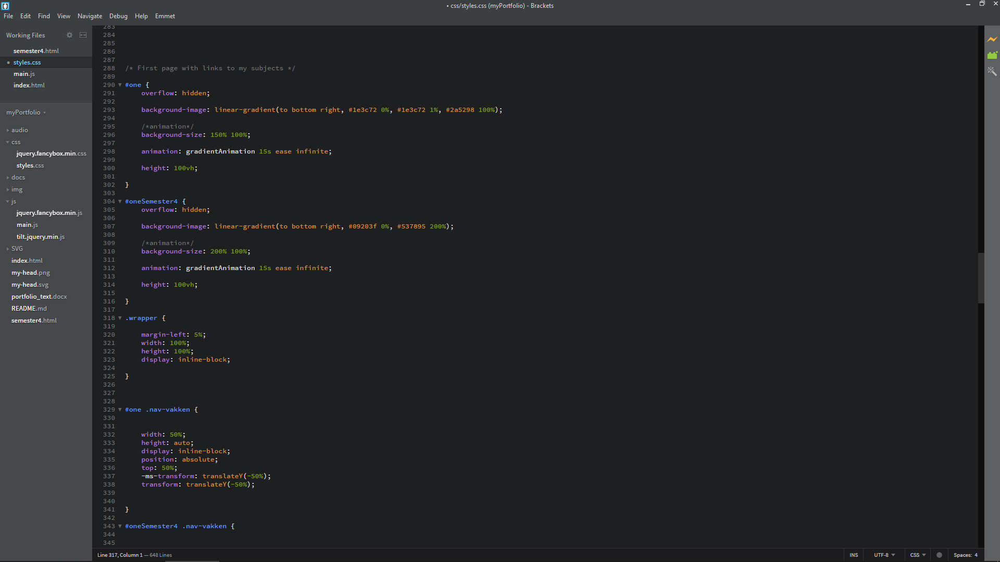 • css/styles.css (myPortfolio) - Brackets
File Edit Find View Navigate Debug Help Emmet
Working Files
semester4.html
• styles.css
main.js
index.html
myPortfolio
audio
css
jquery.fancybox.min.css
styles.css
docs
img
js
jquery.fancybox.min.js
main.js
tilt.jquery.min.js
SVG
index.html
my-head.png
my-head.svg
portfolio_text.docx
README.md
semester4.html
283
284
285
286
287
288 /* First page with links to my subjects */
289
290 #one {
291 overflow: hidden;
292
293 background-image: linear-gradient(to bottom right, #1e3c72 0%, #1e3c72 1%, #2a5298 100%);
294
295 /*animation*/
296 background-size: 150% 100%;
297
298 animation: gradientAnimation 15s ease infinite;
299
300 height: 100vh;
301
302 }
303
304 #oneSemester4 {
305 overflow: hidden;
306
307 background-image: linear-gradient(to bottom right, #09203f 0%, #537895 200%);
308
309 /*animation*/
310 background-size: 200% 100%;
311
312 animation: gradientAnimation 15s ease infinite;
313
314 height: 100vh;
315
316 }
317
318 .wrapper {
319
320 margin-left: 5%;
321 width: 100%;
322 height: 100%;
323 display: inline-block;
324
325 }
326
327
328
329 #one .nav-vakken {
330
331
332 width: 50%;
333 height: auto;
334 display: inline-block;
335 position: absolute;
336 top: 50%;
337 -ms-transform: translateY(-50%);
338 transform: translateY(-50%);
339
340
341 }
342
343 #oneSemester4 .nav-vakken {
344
345
Line 317, Column 1 — 648 Lines
INS UTF-8 CSS Spaces: 4